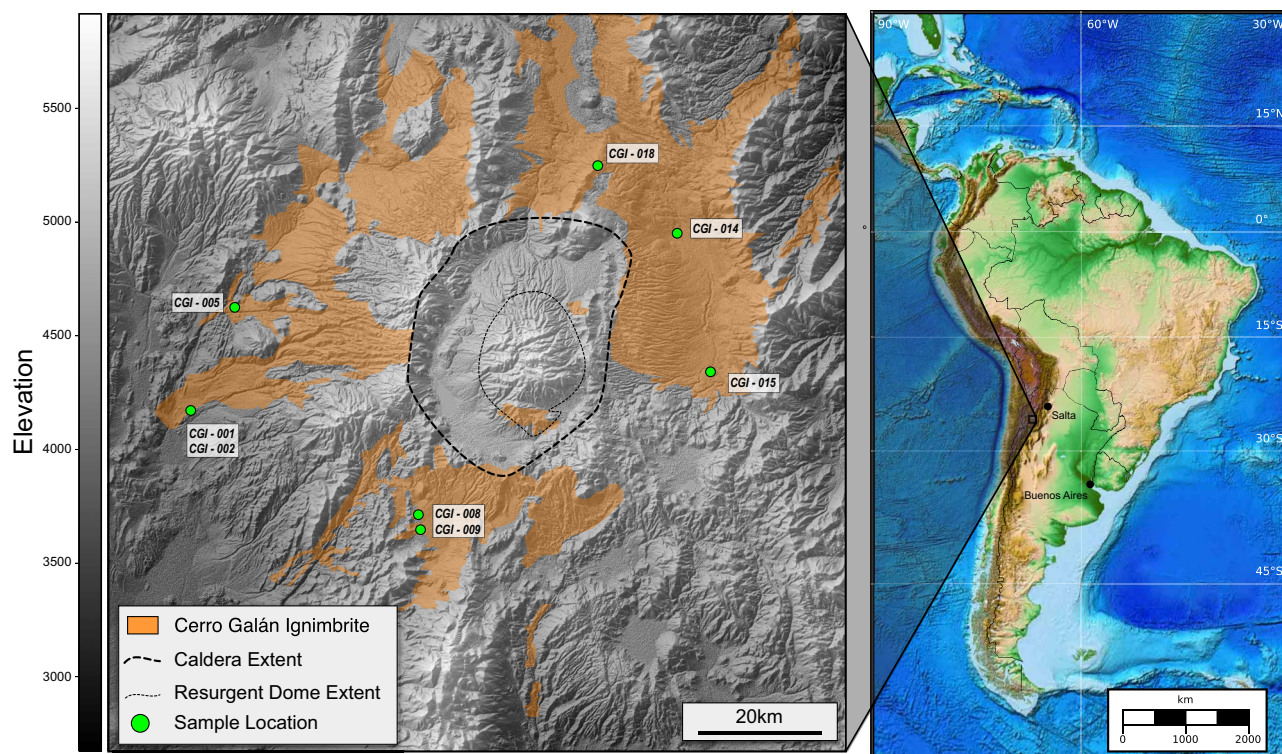 Elevation
5500
5000
4500
4000
3500
3000
CGI - 018
CGI - 014
CGI - 005
CGI - 015
CGI - 001
CGI - 002
CGI - 008
CGI - 009
Cerro Galán Ignimbrite
Caldera Extent
Resurgent Dome Extent
Sample Location
20km
90°W
60°W
30°W
15°N
0°
15°S
30°S
45°S
Salta
Buenos Aires
km
0
1000
2000